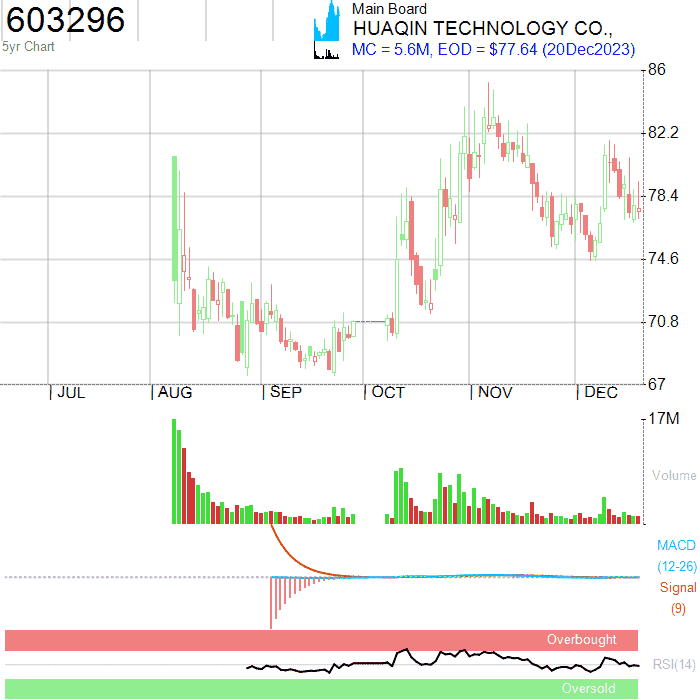 603296
Main Board
HUAQIN TECHNOLOGY CO.,
5yr Chart
MC = 5.6M, EOD = $77.64 (20Dec2023)
86
82.2
78.4
74.6
70.8
67
JUL
AUG
SEP
OCT
NOV
DEC
17M
Volume
MACD
(12-26)
Signal
(9)
Overbought
RSI(14)
Oversold